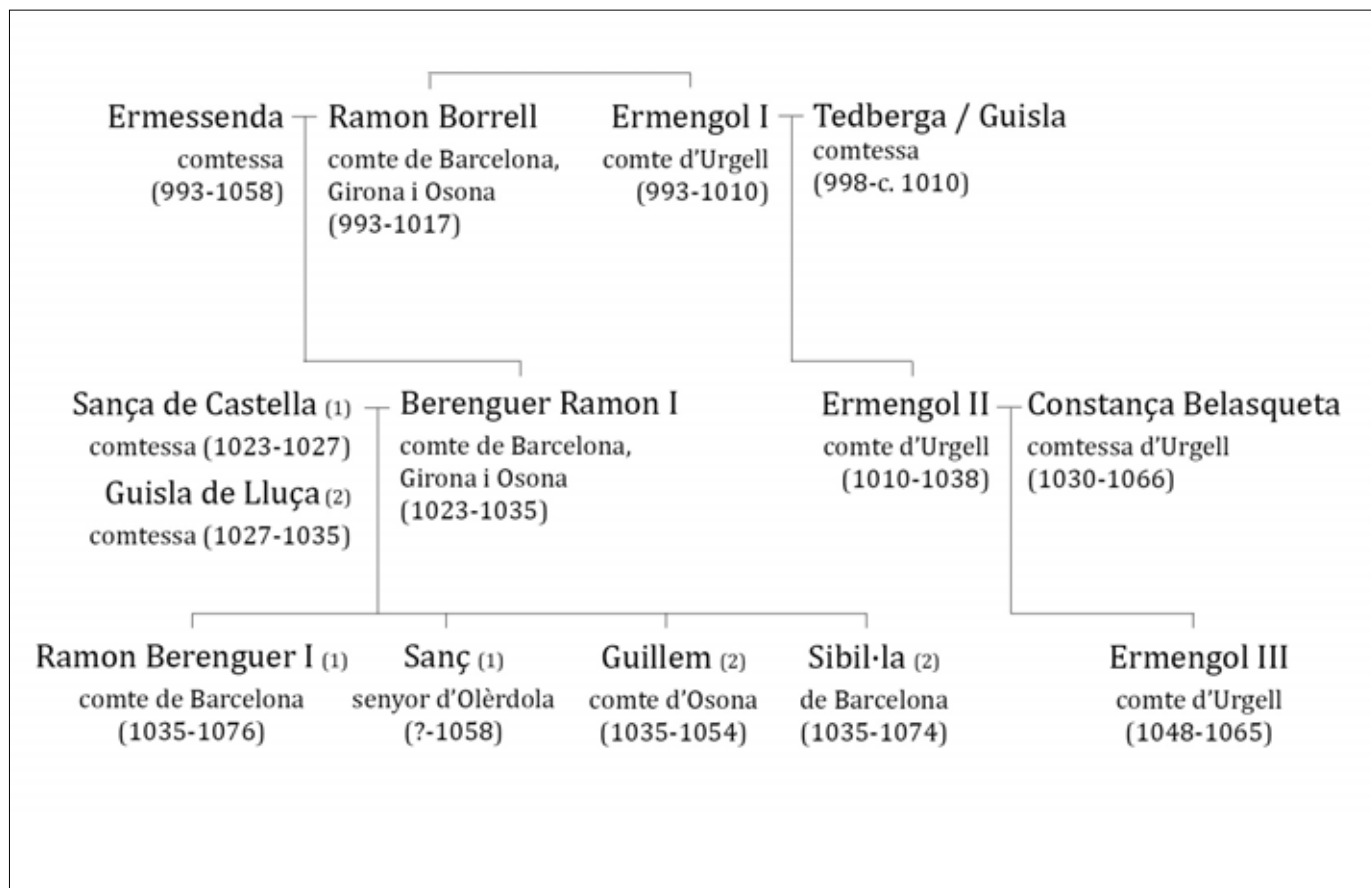 Ermessenda
comtessa
(993-1058)
Ramon Borrell
comte de Barcelona,
Girona i Osona
(993-1017)
Ermengol I
comte d'Urgell
(993-1010)
Tedberga / Guisla
comtessa
(998-c. 1010)
Sança de Castella (1)
comtessa (1023-1027)
Guisla de Lluça (2)
comtessa (1027-1035)
Berenguer Ramon I
comte de Barcelona,
Girona i Osona
(1023-1035)
Ermengol II
comte d'Urgell
(1010-1038)
Constança Belasqueta
comtessa d'Urgell
(1030-1066)
Ramon Berenguer I (1)
comte de Barcelona
(1035-1076)
Sanç (1)
senyor d'Olèrdola
(?-1058)
Guillem (2)
comte d'Osona
(1035-1054)
Sibil·la (2)
de Barcelona
(1035-1074)
Ermengol III
comte d'Urgell
(1048-1065)